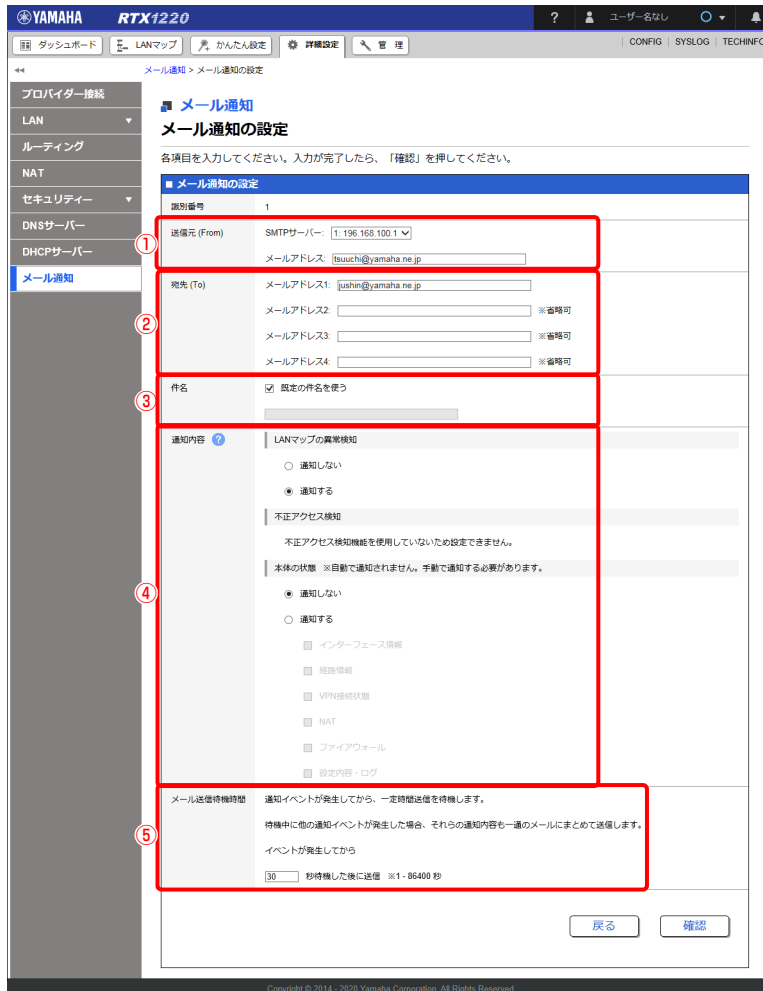 YAMAHA RTX1220 ? ユーザー名なし
ダッシュボード LANマップ かんたん設定 詳細設定 管 理 CONFIG SYSLOG TECHINFO
メール通知 > メール通知の設定
プロバイダー接続
LAN
ルーティング
NAT
セキュリティー
DNSサーバー
DHCPサーバー
メール通知
メール通知
メール通知の設定
各項目を入力してください。入力が完了したら、「確認」を押してください。
■ メール通知の設定
識別番号 1
① 送信元 (From) SMTPサーバー: 1: 196.168.100.1
メールアドレス: tsuuchi@yamaha.ne.jp
② 宛先 (To) メールアドレス1: jushin@yamaha.ne.jp
メールアドレス2: ※省略可
メールアドレス3: ※省略可
メールアドレス4: ※省略可
③ 件名 既定の件名を使う
④ 通知内容 ? LANマップの異常検知
通知しない
通知する
不正アクセス検知
不正アクセス検知機能を使用していないため設定できません。
本体の状態 ※自動で通知されません。手動で通知する必要があります。
通知しない
通知する
インターフェース情報
経路情報
VPN接続状態
NAT
ファイアウォール
設定内容・ログ
⑤ メール送信待機時間 通知イベントが発生してから、一定時間送信を待機します。
待機中に他の通知イベントが発生した場合、それらの通知内容も一通のメールにまとめて送信します。
イベントが発生してから
30 秒待機した後に送信 ※1 - 86400 秒
戻る 確認
Copyright © 2014 - 2020 Yamaha Corporation. All Rights Reserved.